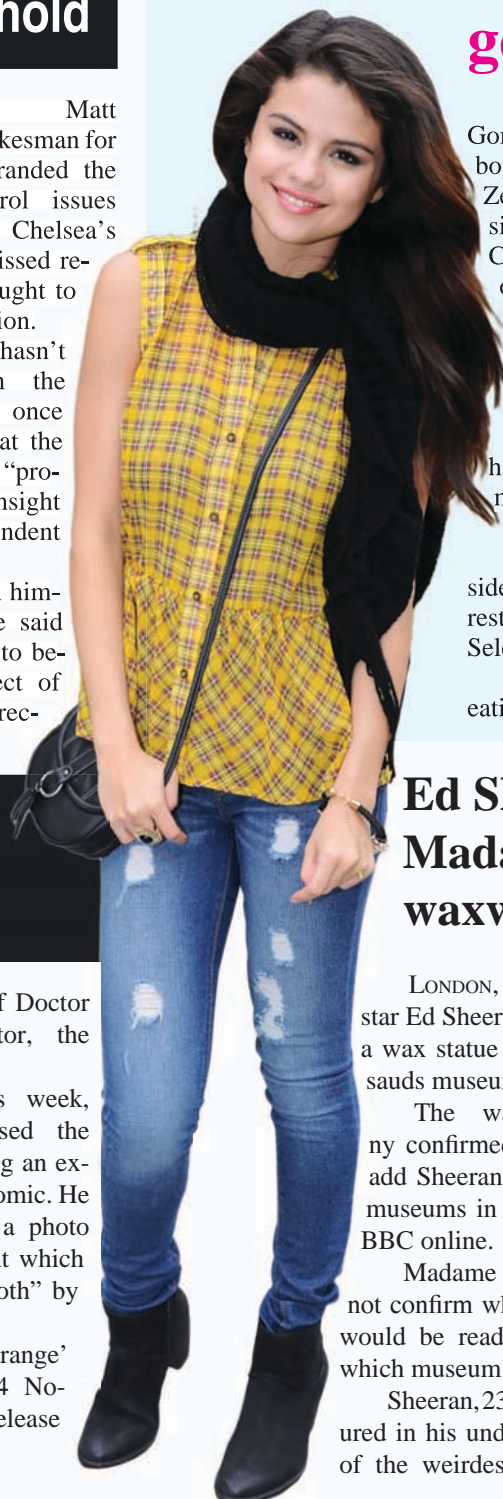 hold
Matt
kesman for
randed the
rol issues
Chelsea's
issed re-
ught to
ion.
hasn't
the
once
at the
"pro-
nsight
ndent
him-
e said
to be-
ect of
rec-
f Doctor
tor, the
s week,
sed the
g an ex-
omic. He
a photo
t which
oth" by
range'
4 No-
elease
ge
Gor
bo
Ze
si
C
h
side
rest
Sele
eati
Ed S
Mada
waxw
LONDON,
star Ed Sheer
a wax statue
sauds museu
The wa
ny confirmed
add Sheeran
museums in
BBC online.
Madame
not confirm w
would be read
which museum
Sheeran, 23
ured in his und
of the weirdes